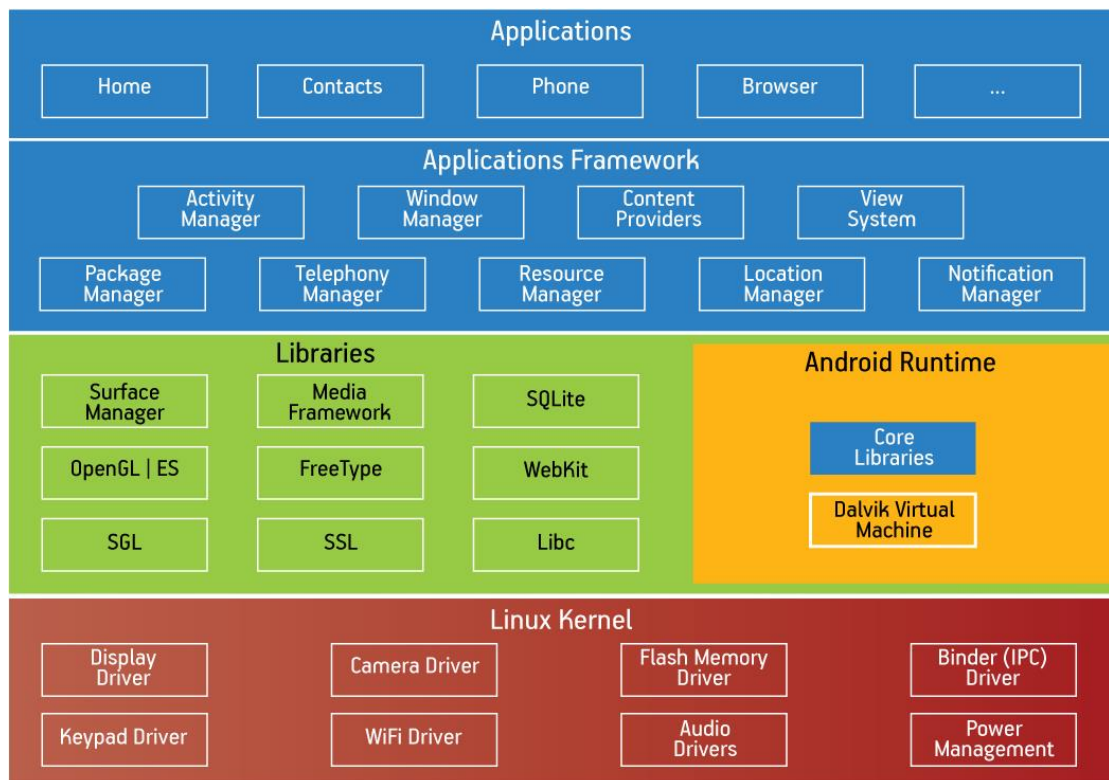 Applications
Home
Contacts
Phone
Browser
...
Applications Framework
Activity
Manager
Window
Manager
Content
Providers
View
System
Package
Manager
Telephony
Manager
Resource
Manager
Location
Manager
Notification
Manager
Libraries
Surface
Manager
Media
Framework
SQLite
OpenGL | ES
FreeType
WebKit
SGL
SSL
Libc
Android Runtime
Core
Libraries
Dalvik Virtual
Machine
Linux Kernel
Display
Driver
Camera Driver
Flash Memory
Driver
Binder (IPC)
Driver
Keypad Driver
WiFi Driver
Audio
Drivers
Power
Management